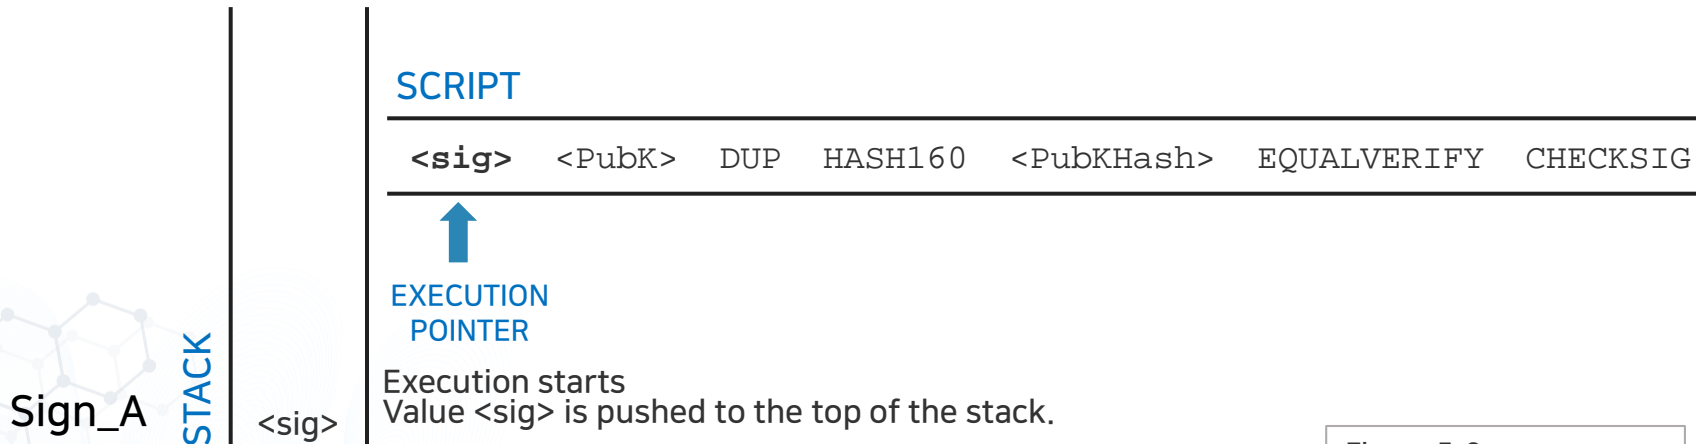 SCRIPT
<sig> <PubK> DUP HASH160 <PubKHash> EQUALVERIFY CHECKSIG
EXECUTION
POINTER
STACK
Execution starts
Value <sig> is pushed to the top of the stack.
Sign_A
<sig>